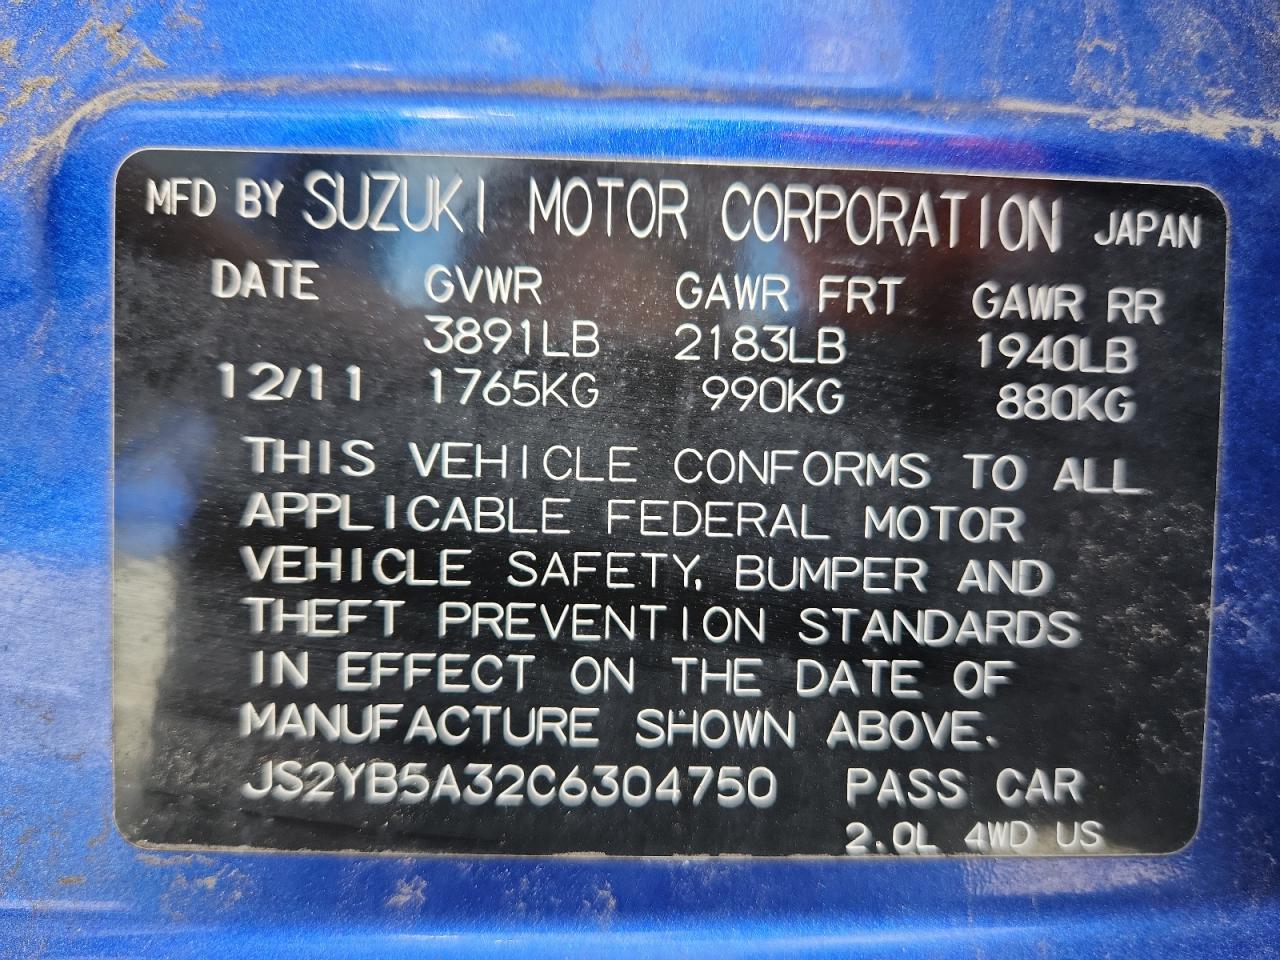 MFD BY SUZUKI MOTOR CORPORATION JAPAN
DATE GVWR GAWR FRT GAWR RR
3891LB 2183LB 1940LB
12/11 1765KG 990KG 880KG
THIS VEHICLE CONFORMS TO ALL
APPLICABLE FEDERAL MOTOR
VEHICLE SAFETY, BUMPER AND
THEFT PREVENTION STANDARDS
IN EFFECT ON THE DATE OF
MANUFACTURE SHOWN ABOVE.
JS2YB5A32C6304750 PASS CAR
2.0L 4WD US